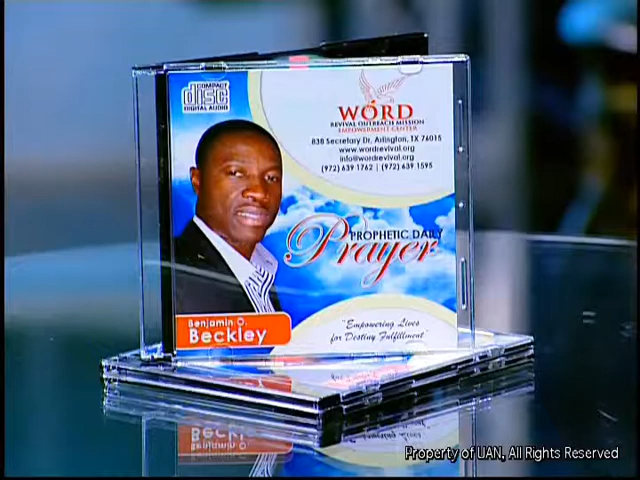 COMPACT
disc
DIGITAL AUDIO
WORD
REVIVAL OUTREACH MISSION
EMPOWERMENT CENTER
838 Secretary Dr, Arlington, TX 76015
www.wordrevival.org
info@wordrevival.org
(972) 639 1762 | (972) 639 1595
PROPHETIC DAILY
Prayer
Benjamin O.
Beckley
"Empowering Lives
for Destiny Fulfillment"
Property of UAN, All Rights Reserved